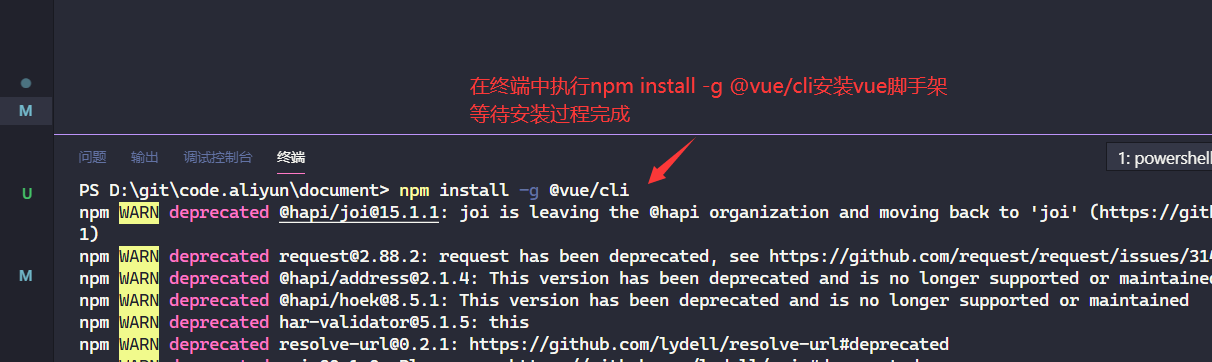 在终端中执行npm install -g @vue/cli安装vue脚手架
等待安装过程完成
M
问题 输出 调试控制台 终端 1: powershell
U
PS D:\git\code.aliyun\document> npm install -g @vue/cli
npm WARN deprecated @hapi/joi@15.1.1: joi is leaving the @hapi organization and moving back to 'joi' (https://gith
1)
npm WARN deprecated request@2.88.2: request has been deprecated, see https://github.com/request/request/issues/314
M
npm WARN deprecated @hapi/address@2.1.4: This version has been deprecated and is no longer supported or maintained
npm WARN deprecated @hapi/hoek@8.5.1: This version has been deprecated and is no longer supported or maintained
npm WARN deprecated har-validator@5.1.5: this
npm WARN deprecated resolve-url@0.2.1: https://github.com/lydell/resolve-url#deprecated
npm WARN deprecated